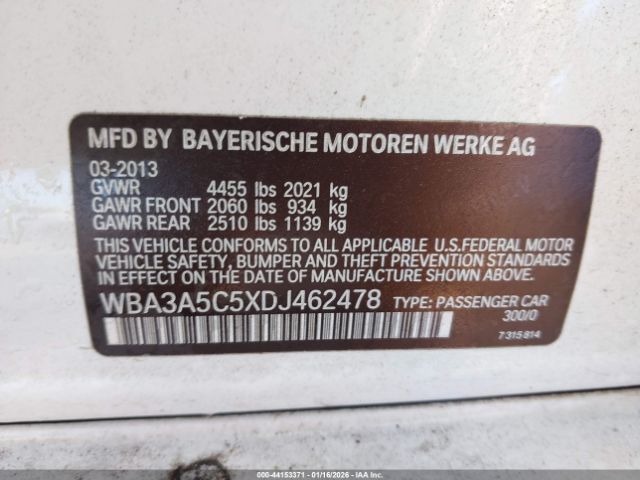 MFD BY BAYERISCHE MOTOREN WERKE AG
03-2013
GVWR 4455 lbs 2021 kg
GAWR FRONT 2060 lbs 934 kg
GAWR REAR 2510 lbs 1139 kg
THIS VEHICLE CONFORMS TO ALL APPLICABLE U.S.FEDERAL MOTOR
VEHICLE SAFETY, BUMPER AND THEFT PREVENTION STANDARDS
IN EFFECT ON THE DATE OF MANUFACTURE SHOWN ABOVE.
WBA3A5C5XDJ462478 TYPE: PASSENGER CAR
300/0
7315814
000-44153371 - 01/16/2026 - IAA Inc.